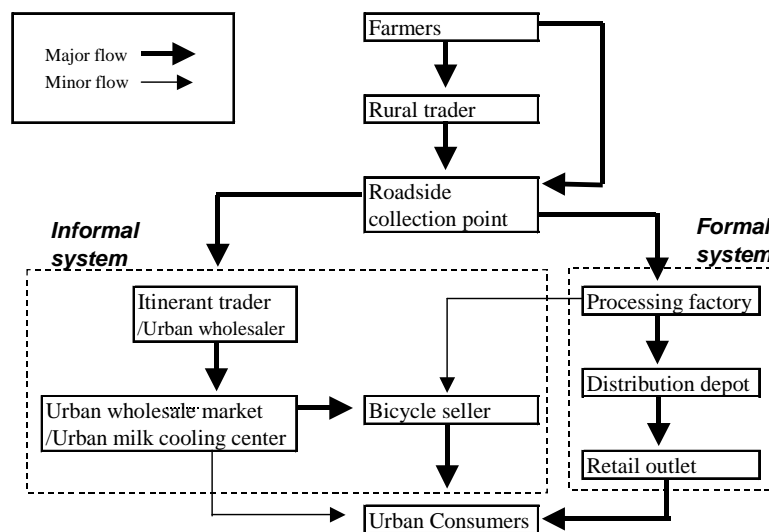 Farmers
Major flow
Minor flow
Rural trader
Roadside
collection point
Informal
system
Formal
system
Itinerant trader
/Urban wholesaler
Processing factory
Distribution depot
Urban wholesale market
/Urban milk cooling center
Bicycle seller
Retail outlet
Urban Consumers